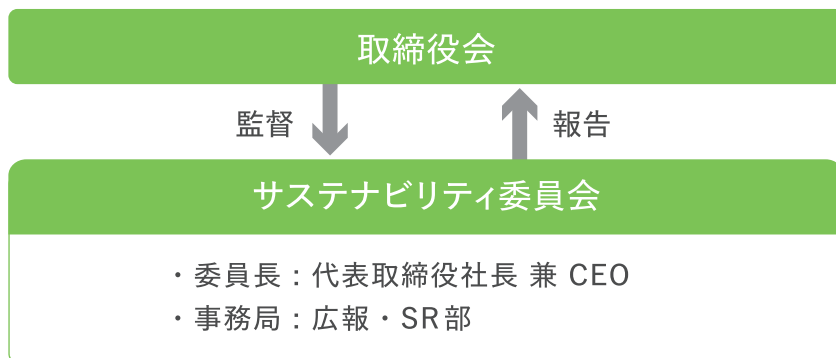 取締役会
監督
報告
サステナビリティ委員会
・委員長：代表取締役社長 兼 CEO
・事務局：広報・SR部